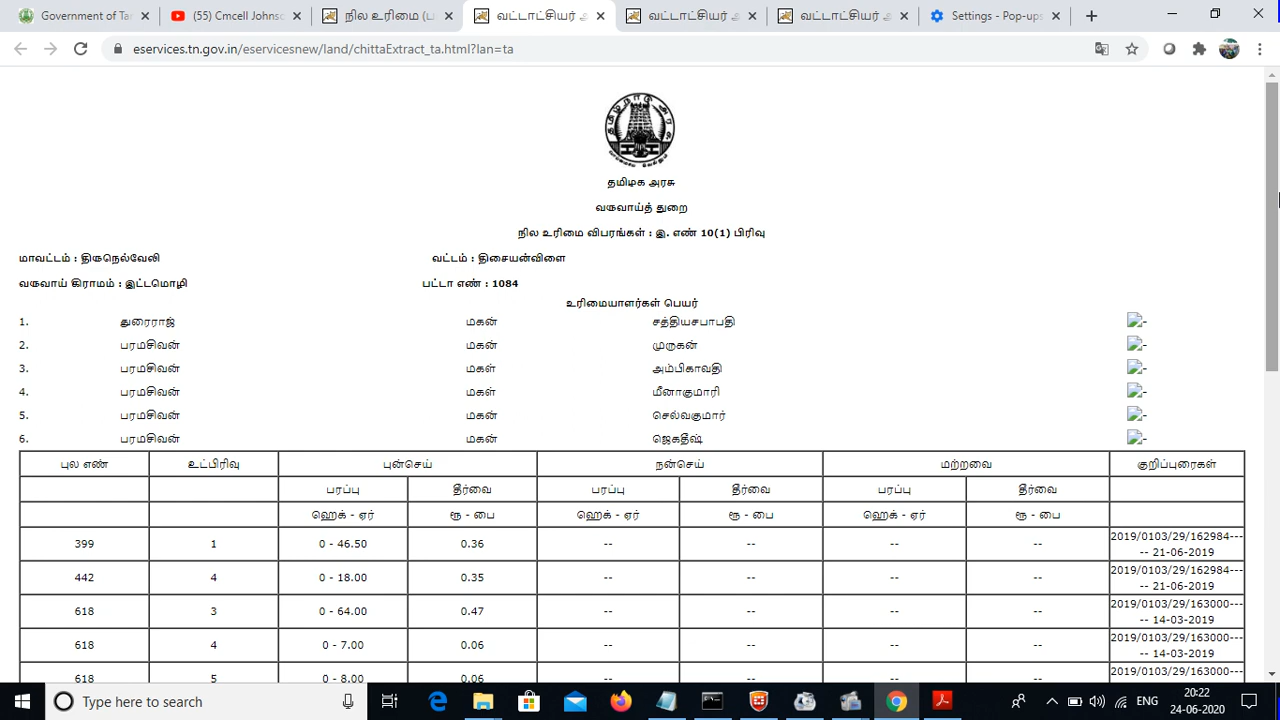 Government of Tar
(55) Cmcell Johnso
நில உரிமை (ப
வட்டாட்சியர் அ
வட்டாட்சியர் அ
வட்டாட்சியர் அ
Settings - Pop-ups
eservices.tn.gov.in/eservicesnew/land/chittaExtract_ta.html?lan=ta
தமிழ்நாடு அரசு
தமிழக அரசு
வருவாய்த் துறை
நில உரிமை விபரங்கள் : இ. எண் 10(1) பிரிவு
மாவட்டம் : திருநெல்வேலி வட்டம் : திசையன்விளை
வருவாய் கிராமம் : இட்டமொழி பட்டா எண் : 1084
உரிமையாளர்கள் பெயர்
1. துரைராஜ் மகன் சத்தியசபாபதி -
2. பரமசிவன் மகன் முருகன் -
3. பரமசிவன் மகள் அம்பிகாவதி -
4. பரமசிவன் மகள் மீனாகுமாரி -
5. பரமசிவன் மகன் செல்வகுமார் -
6. பரமசிவன் மகன் ஜெகதீஷ் -
புல எண் உட்பிரிவு புன்செய் நன்செய் மற்றவை குறிப்புரைகள்
பரப்பு தீர்வை பரப்பு தீர்வை பரப்பு தீர்வை
ஹெக் - ஏர் ரூ - பை ஹெக் - ஏர் ரூ - பை ஹெக் - ஏர் ரூ - பை
399 1 0 - 46.50 0.36 -- -- -- -- 2019/0103/29/162984----
-- 21-06-2019
442 4 0 - 18.00 0.35 -- -- -- -- 2019/0103/29/162984----
-- 21-06-2019
618 3 0 - 64.00 0.47 -- -- -- -- 2019/0103/29/163000----
-- 14-03-2019
618 4 0 - 7.00 0.06 -- -- -- -- 2019/0103/29/163000----
-- 14-03-2019
618 5 0 - 8.00 0.06 -- -- -- -- 2019/0103/29/163000----
Type here to search
ENG
20:22
24-06-2020